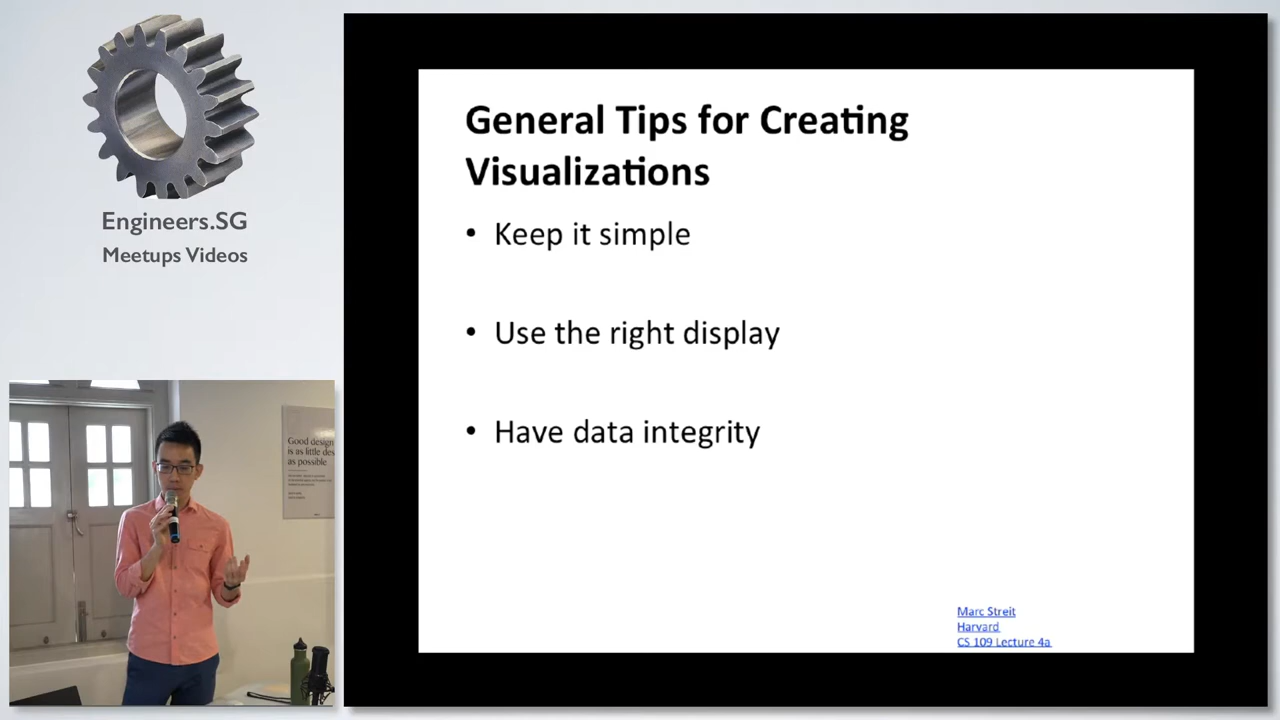 Engineers.SG
Meetups Videos
General Tips for Creating
Visualizations
• Keep it simple
• Use the right display
• Have data integrity
Marc Streit
Harvard
CS 109 Lecture 4a
Good design
is as little des
as possible